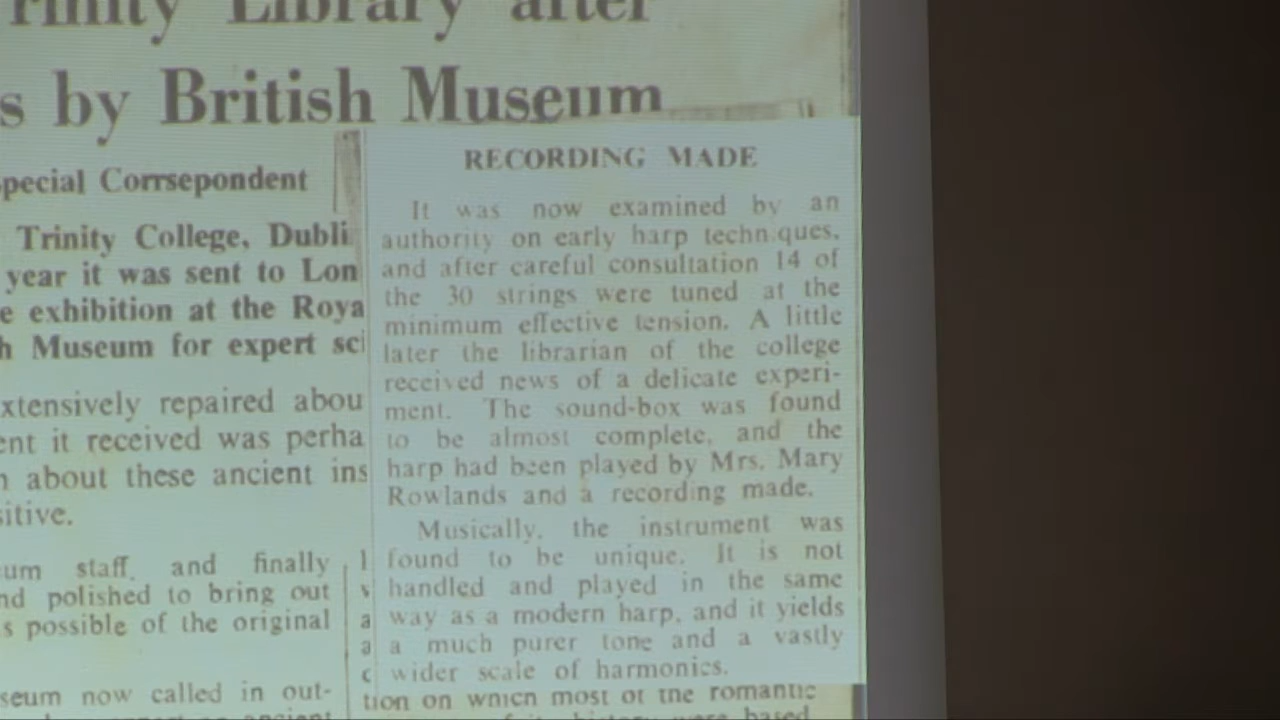 Trinity Library after
s by British Museum
Special Corrsepondent
Trinity College, Dubli
year it was sent to Lon
e exhibition at the Roya
h Museum for expert sci
xtensively repaired abou
ent it received was perha
n about these ancient ins
sitive.
um staff, and finally
nd polished to bring out
s possible of the original
seum now called in out-
RECORDING MADE
It was now examined by an
authority on early harp techniques,
and after careful consultation 14 of
the 30 strings were tuned at the
minimum effective tension. A little
later the librarian of the college
received news of a delicate experi-
ment. The sound-box was found
to be almost complete, and the
harp had been played by Mrs. Mary
Rowlands and a recording made.
Musically, the instrument was
found to be unique. It is not
handled and played in the same
way as a modern harp, and it yields
a much purer tone and a vastly
wider scale of harmonics.
tion on which most of the romantic